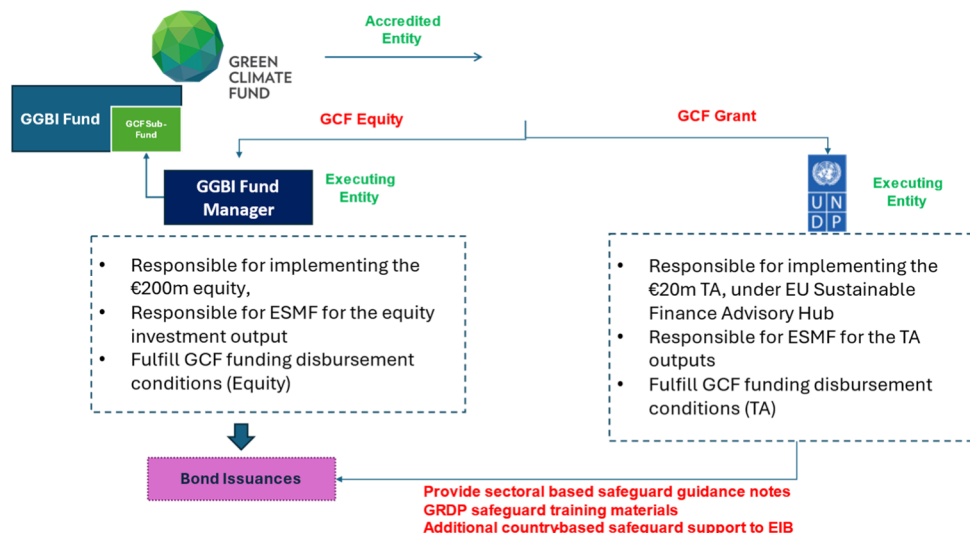 Accredited
Entity
GREEN
CLIMATE
FUND
GGBI Fund
GCF Sub-
Fund
GCF Equity
GCF Grant
GGBI Fund
Manager
Executing
Entity
U N
D P
Executing
Entity
• Responsible for implementing the
€200m equity,
• Responsible for ESMF for the equity
investment output
• Fulfill GCF funding disbursement
conditions (Equity)
• Responsible for implementing the
€20m TA, under EU Sustainable
Finance Advisory Hub
• Responsible for ESMF for the TA
outputs
• Fulfill GCF funding disbursement
conditions (TA)
Bond Issuances
Provide sectoral based safeguard guidance notes
GRDP safeguard training materials
Additional country-based safeguard support to EIB